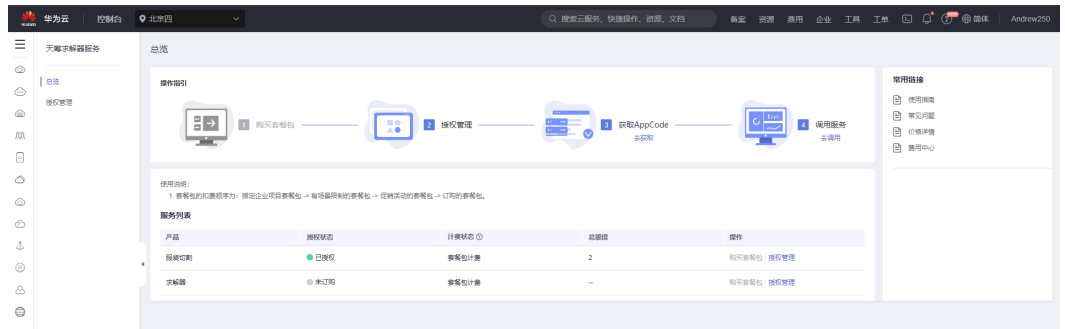 HUAWEI
华为云
控制台
北京四
搜索云服务、快捷操作、资源、文档
备案 资源 费用 企业 工具 工单
简体
Andrew250
天筹求解器服务
总览
授权管理
总览
操作指引
1 购买套餐包
2 授权管理
3 获取AppCode
去获取
4 调用服务
去调用
使用说明：
1. 套餐包的扣费顺序为：指定企业项目套餐包 -> 有场景限制的套餐包 -> 促销活动的套餐包 -> 订购的套餐包。
服务列表
产品 授权状态 计费状态 总额度 操作
服装切割 已授权 套餐包计费 2 购买套餐包 | 授权管理
求解器 未订购 套餐包计费 -- 购买套餐包 | 授权管理
常用链接
使用指南
常见问题
价格详情
费用中心